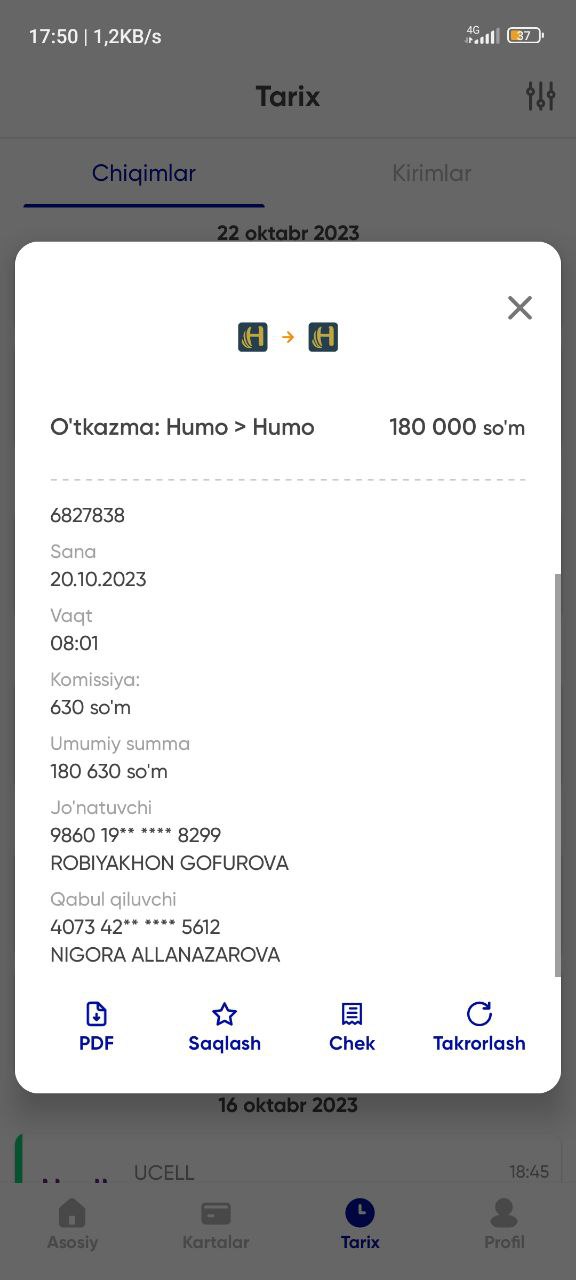 17:50 | 1,2KB/s
4G
37
Tarix
Chiqimlar
Kirimlar
22 oktabr 2023
O'tkazma: Humo > Humo
180 000 so'm
6827838
Sana
20.10.2023
Vaqt
08:01
Komissiya:
630 so'm
Umumiy summa
180 630 so'm
Jo'natuvchi
9860 19** **** 8299
ROBIYAKHON GOFUROVA
Qabul qiluvchi
4073 42** **** 5612
NIGORA ALLANAZAROVA
PDF
Saqlash
Chek
Takrorlash
16 oktabr 2023
UCELL
18:45
Asosiy
Kartalar
Tarix
Profil